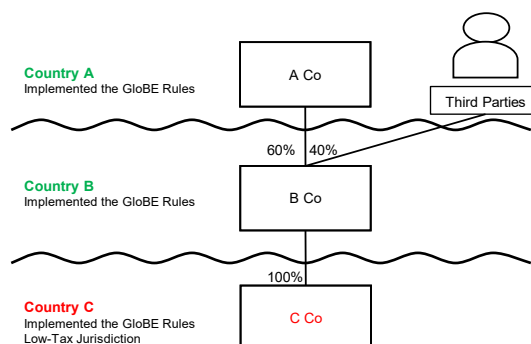 Country A
Implemented the GloBE Rules
A Co
Third Parties
60%
40%
Country B
Implemented the GloBE Rules
B Co
100%
Country C
Implemented the GloBE Rules
Low-Tax Jurisdiction
C Co